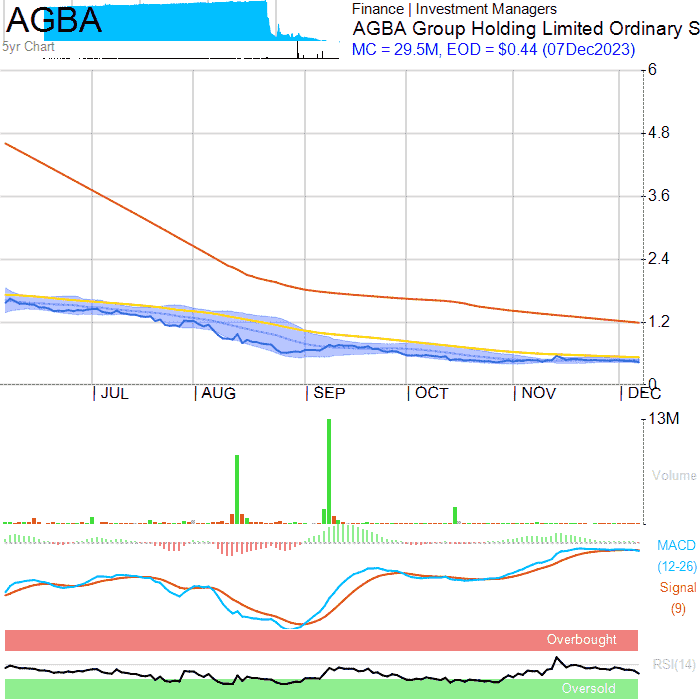 AGBA
5yr Chart
Finance | Investment Managers
AGBA Group Holding Limited Ordinary S
MC = 29.5M, EOD = $0.44 (07Dec2023)
6
4.8
3.6
2.4
1.2
0
JUL AUG SEP OCT NOV DEC
13M
Volume
MACD
(12-26)
Signal
(9)
Overbought
RSI(14)
Oversold